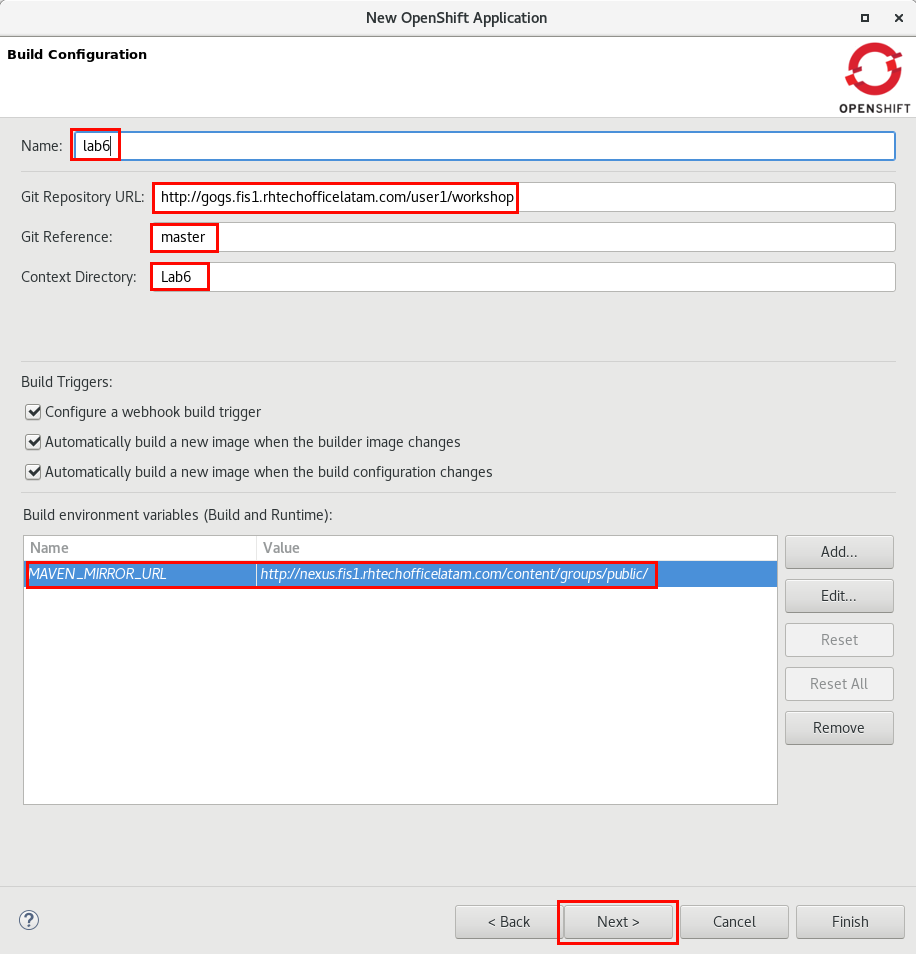 New OpenShift Application
Build Configuration
OPENSHIFT
Name: lab6
Git Repository URL: http://gogs.fis1.rhtechofficelatam.com/user1/workshop
Git Reference: master
Context Directory: Lab6
Build Triggers:
Configure a webhook build trigger
Automatically build a new image when the builder image changes
Automatically build a new image when the build configuration changes
Build environment variables (Build and Runtime):
Name Value
MAVEN_MIRROR_URL http://nexus.fis1.rhtechofficelatam.com/content/groups/public/
Add...
Edit...
Reset
Reset All
Remove
? < Back Next > Cancel Finish